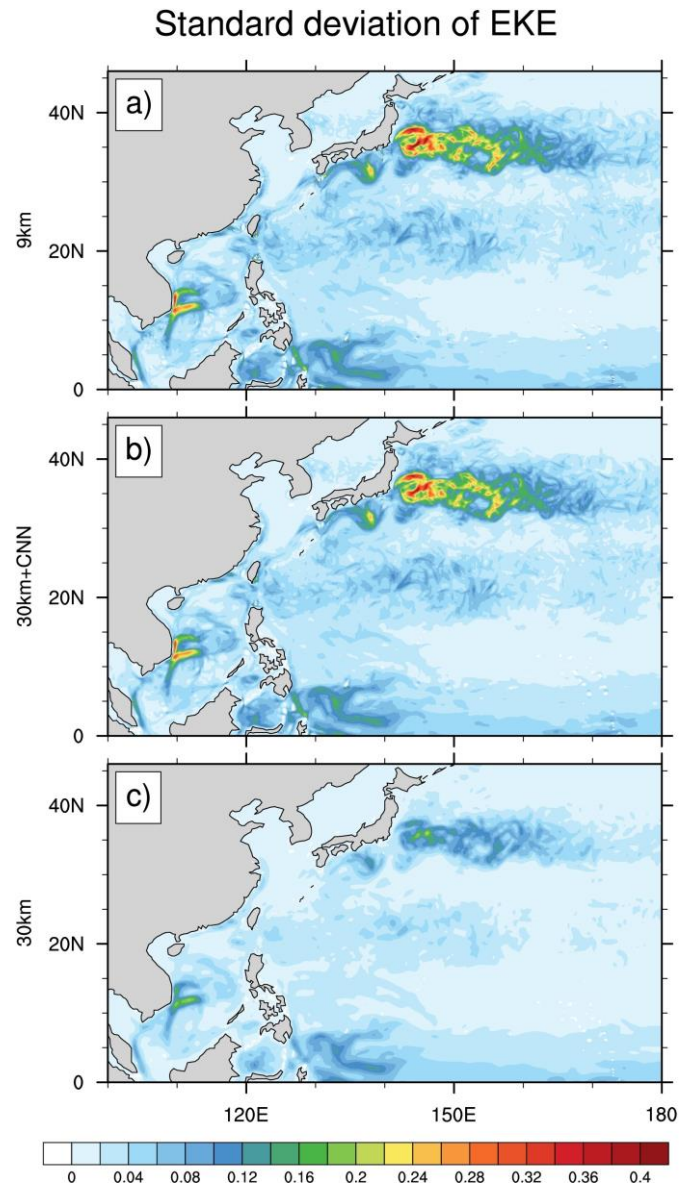 Standard deviation of EKE
a)
40N
20N
0
9km
b)
40N
20N
0
30km+CNN
c)
40N
20N
0
30km
120E 150E 180
0 0.04 0.08 0.12 0.16 0.2 0.24 0.28 0.32 0.36 0.4